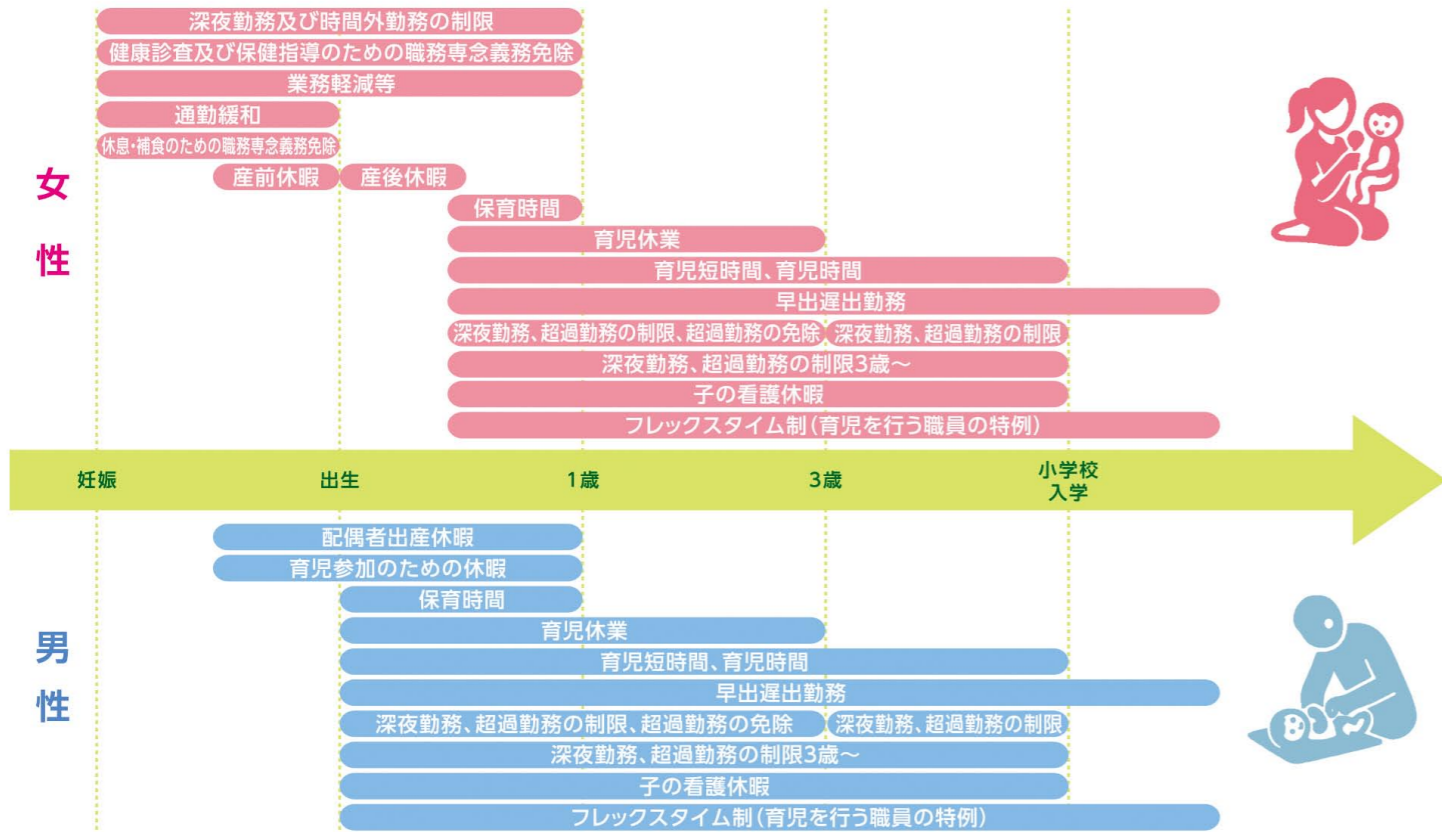 深夜勤務及び時間外勤務の制限
健康診査及び保健指導のための職務専念義務免除
業務軽減等
通勤緩和
休息・補食のための職務専念義務免除
産前休暇
産後休暇
保育時間
育児休業
育児短時間、育児時間
早出遅出勤務
深夜勤務、超過勤務の制限、超過勤務の免除
深夜勤務、超過勤務の制限
深夜勤務、超過勤務の制限3歳～
子の看護休暇
フレックスタイム制（育児を行う職員の特例）
女性
妊娠
出生
1歳
3歳
小学校
入学
配偶者出産休暇
育児参加のための休暇
保育時間
育児休業
育児短時間、育児時間
早出遅出勤務
深夜勤務、超過勤務の制限、超過勤務の免除
深夜勤務、超過勤務の制限
深夜勤務、超過勤務の制限3歳～
子の看護休暇
フレックスタイム制（育児を行う職員の特例）
男性